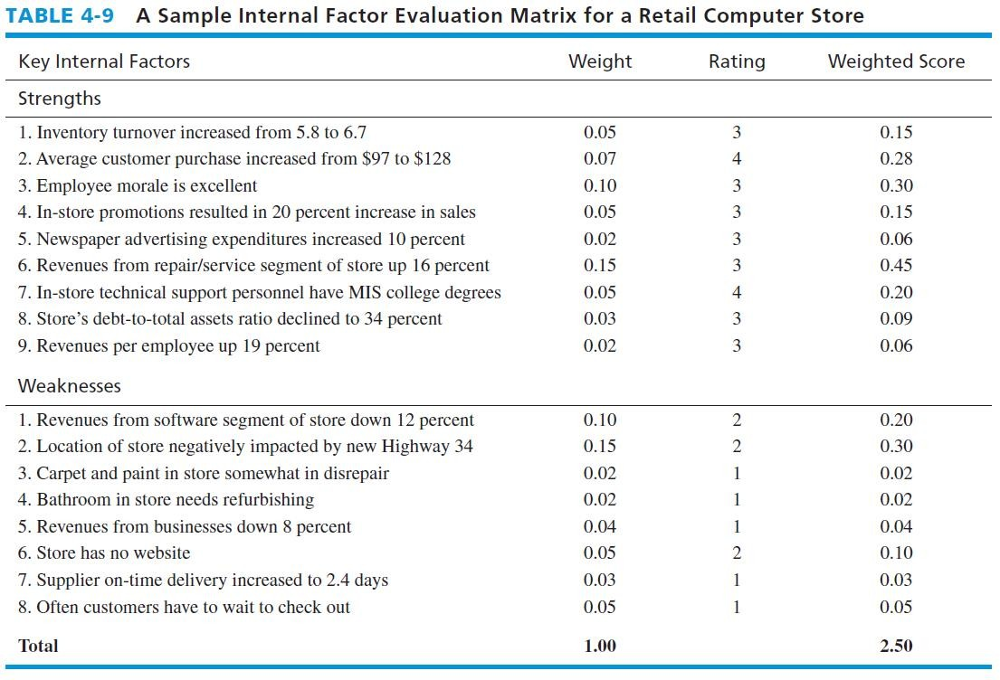 TABLE 4-9 A Sample Internal Factor Evaluation Matrix for a Retail Computer Store
Key Internal Factors Weight Rating Weighted Score
Strengths
1. Inventory turnover increased from 5.8 to 6.7 0.05 3 0.15
2. Average customer purchase increased from $97 to $128 0.07 4 0.28
3. Employee morale is excellent 0.10 3 0.30
4. In-store promotions resulted in 20 percent increase in sales 0.05 3 0.15
5. Newspaper advertising expenditures increased 10 percent 0.02 3 0.06
6. Revenues from repair/service segment of store up 16 percent 0.15 3 0.45
7. In-store technical support personnel have MIS college degrees 0.05 4 0.20
8. Store’s debt-to-total assets ratio declined to 34 percent 0.03 3 0.09
9. Revenues per employee up 19 percent 0.02 3 0.06
Weaknesses
1. Revenues from software segment of store down 12 percent 0.10 2 0.20
2. Location of store negatively impacted by new Highway 34 0.15 2 0.30
3. Carpet and paint in store somewhat in disrepair 0.02 1 0.02
4. Bathroom in store needs refurbishing 0.02 1 0.02
5. Revenues from businesses down 8 percent 0.04 1 0.04
6. Store has no website 0.05 2 0.10
7. Supplier on-time delivery increased to 2.4 days 0.03 1 0.03
8. Often customers have to wait to check out 0.05 1 0.05
Total 1.00 2.50